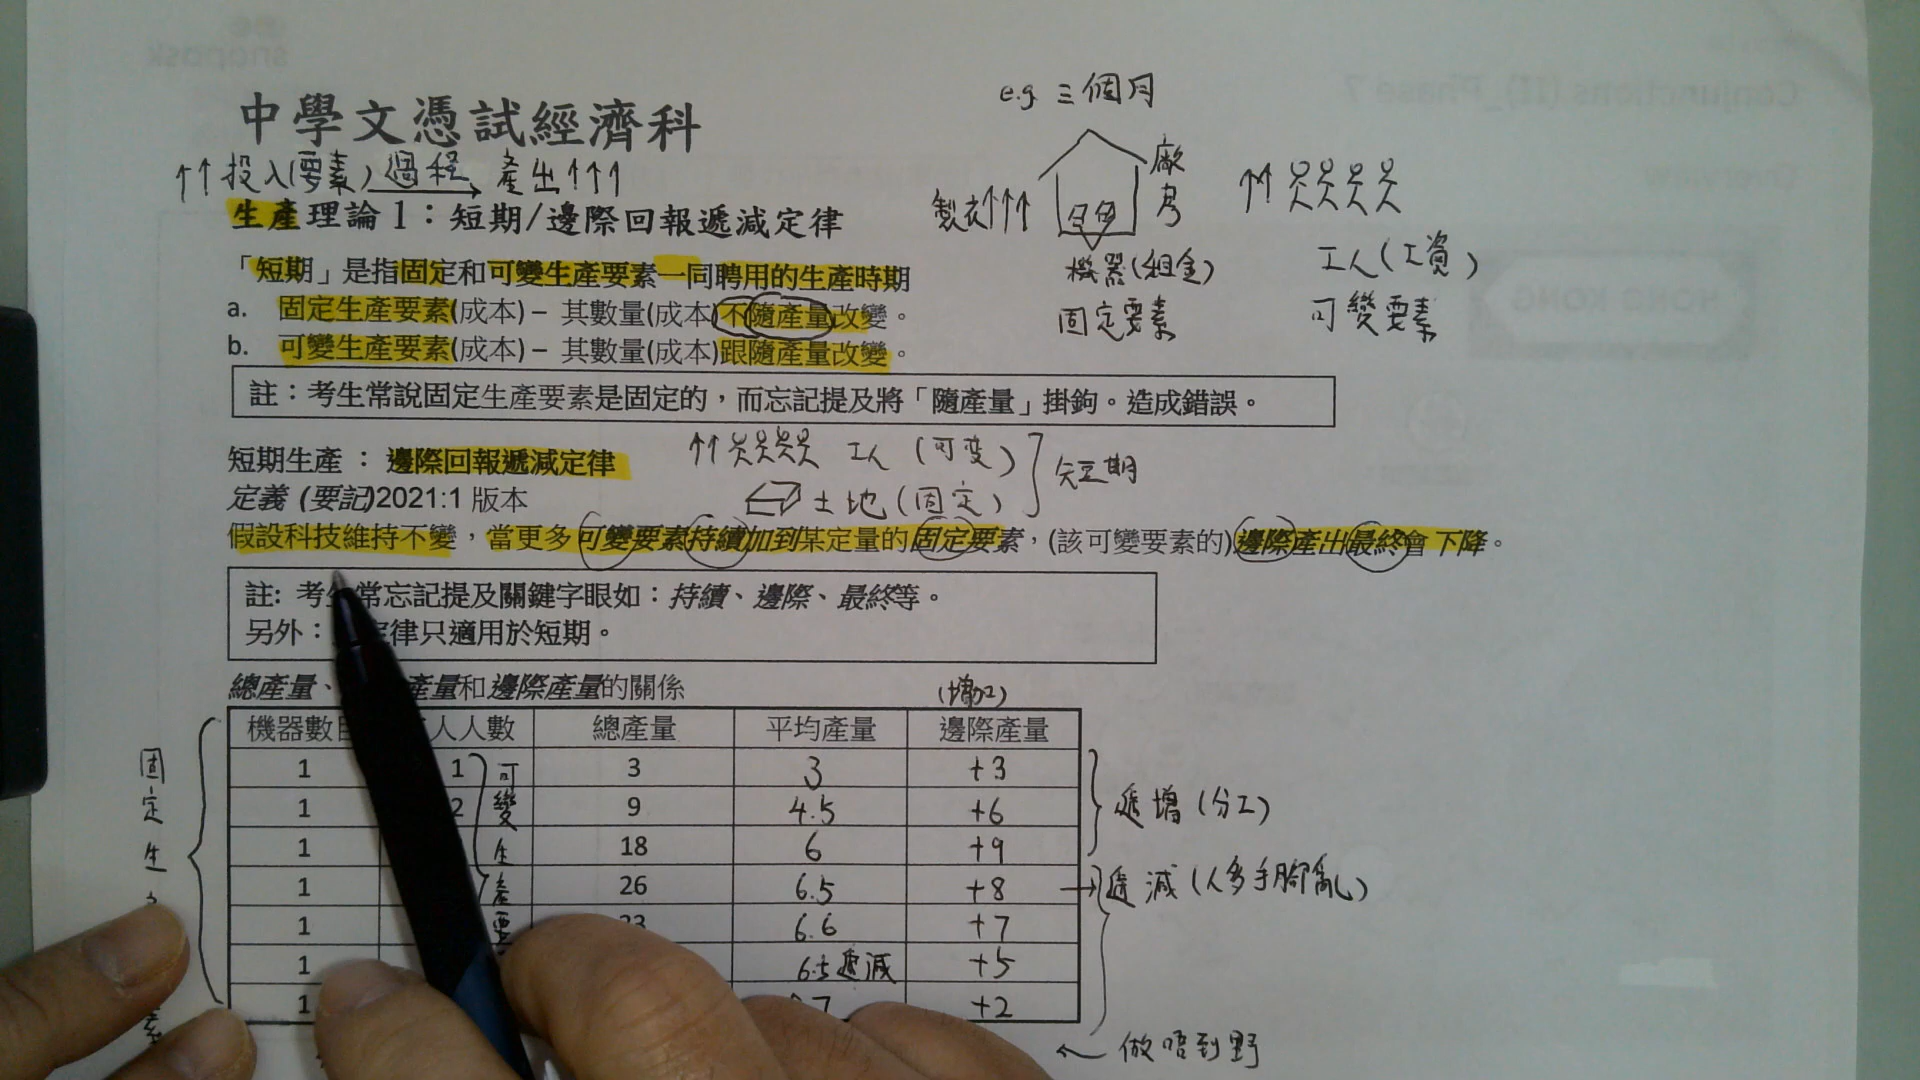 e.g. 三個月
中學文憑試經濟科
↑↑投入(要素) 過程 產出↑↑↑
廠房
製衣↑↑↑
↑↑
生產理論 1：短期/邊際回報遞減定律
機器(租金)
工人(工資)
固定要素
可變要素
「短期」是指固定和可變生產要素一同聘用的生產時期
a. 固定生產要素(成本) – 其數量(成本)不隨產量改變。
b. 可變生產要素(成本) – 其數量(成本)跟隨產量改變。
註：考生常說固定生產要素是固定的，而忘記提及將「隨產量」掛鉤。造成錯誤。
↑↑ 工人 (可变)
短期生產： 邊際回報遞減定律
土地(固定)
短期
定義 (要記)2021:1 版本
假設科技維持不變，當更多可變要素持續加到某定量的固定要素，(該可變要素的)邊際產出最終會下降。
註: 考生常忘記提及關鍵字眼如：持續、邊際、最終等。
另外： 律只適用於短期。
總產量、 產量和邊際產量的關係
(增加)
機器數 人人數 總產量 平均產量 邊際產量
1 1 3 3 +3
1 2 9 4.5 +6
1 18 6 +9
1 26 6.5 +8
6.6 +7
1 6.5 遞減 +5
1 7 +2
可變生產要
固定生
素
遞增(分工)
→遞減(人多手腳亂)
← 做唔到野